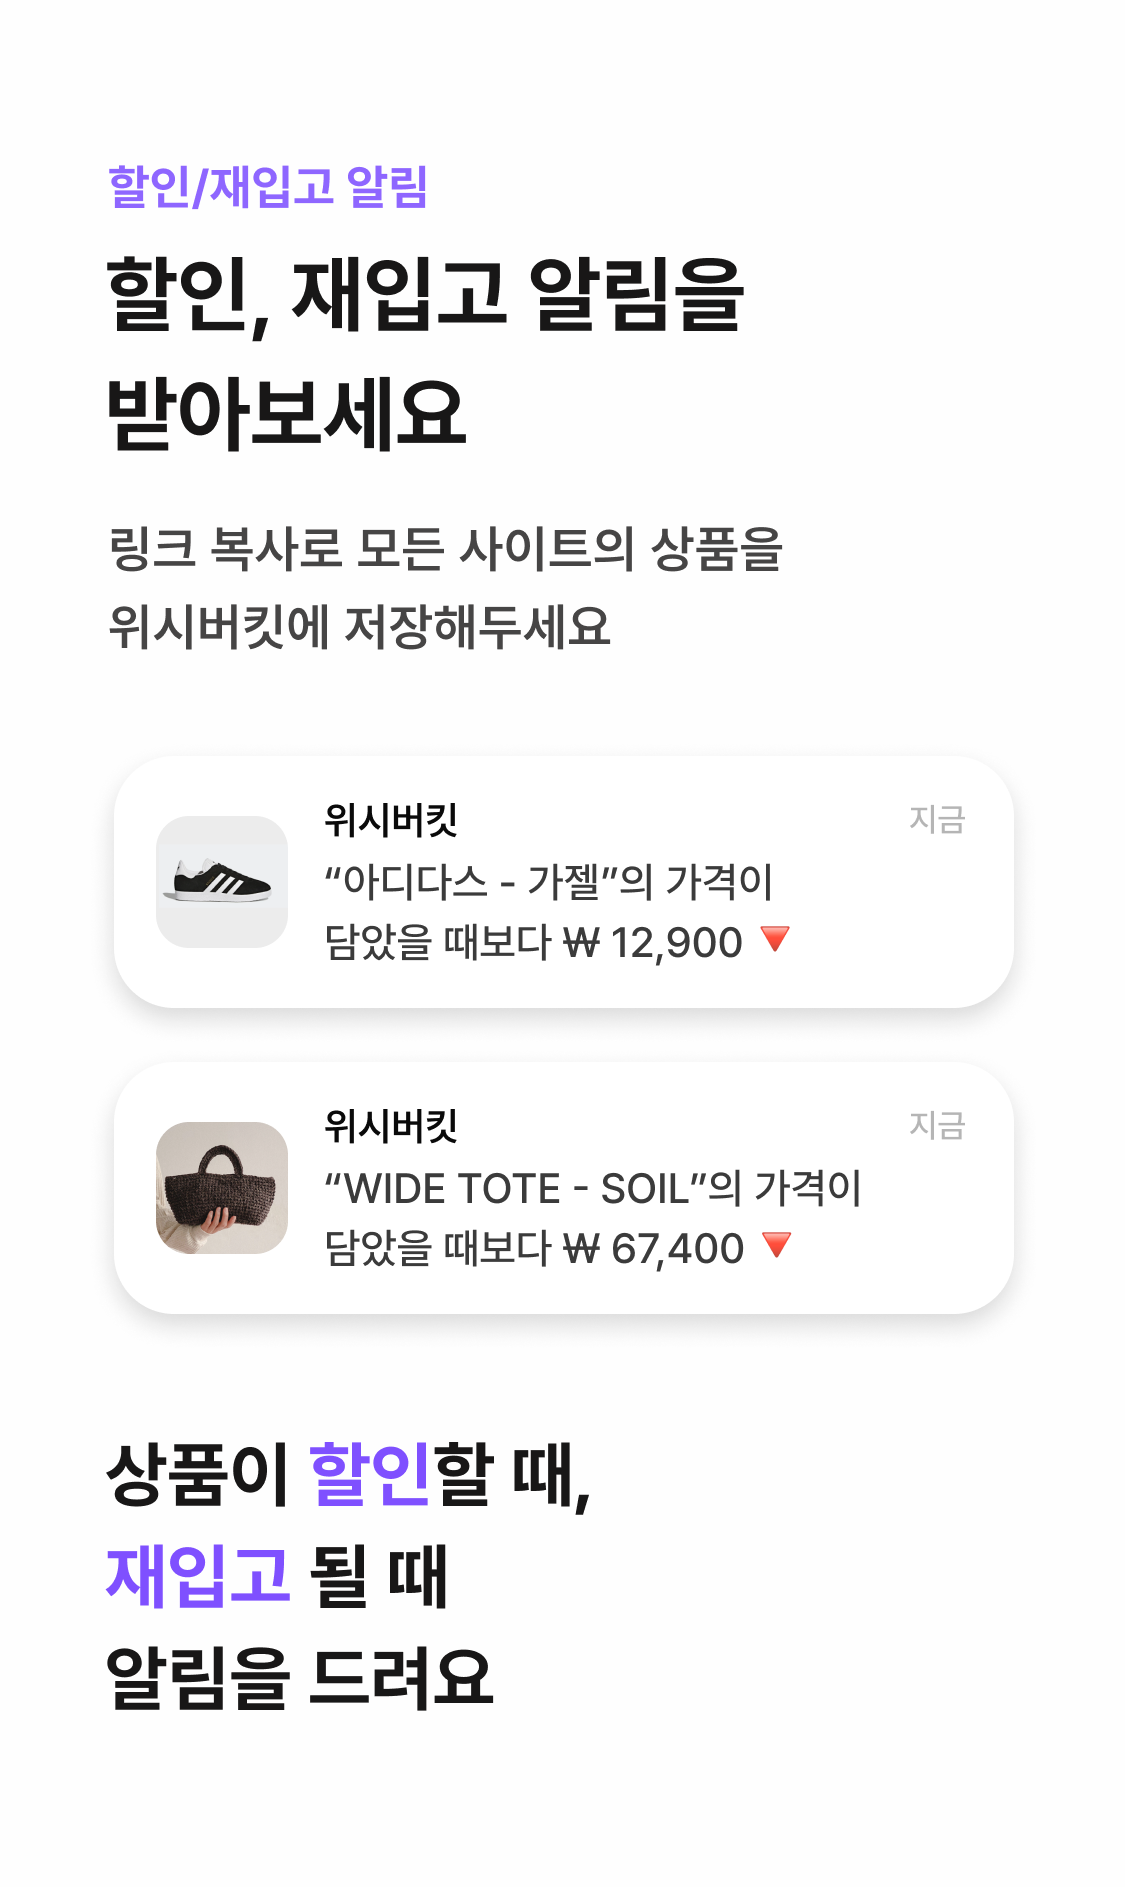 할인/재입고 알림
할인, 재입고 알림을
받아보세요
링크 복사로 모든 사이트의 상품을
위시버킷에 저장해두세요
위시버킷
지금
“아디다스 - 가젤”의 가격이
담았을 때보다 ₩ 12,900 🔻
위시버킷
지금
“WIDE TOTE - SOIL”의 가격이
담았을 때보다 ₩ 67,400 🔻
상품이 할인할 때,
재입고 될 때
알림을 드려요